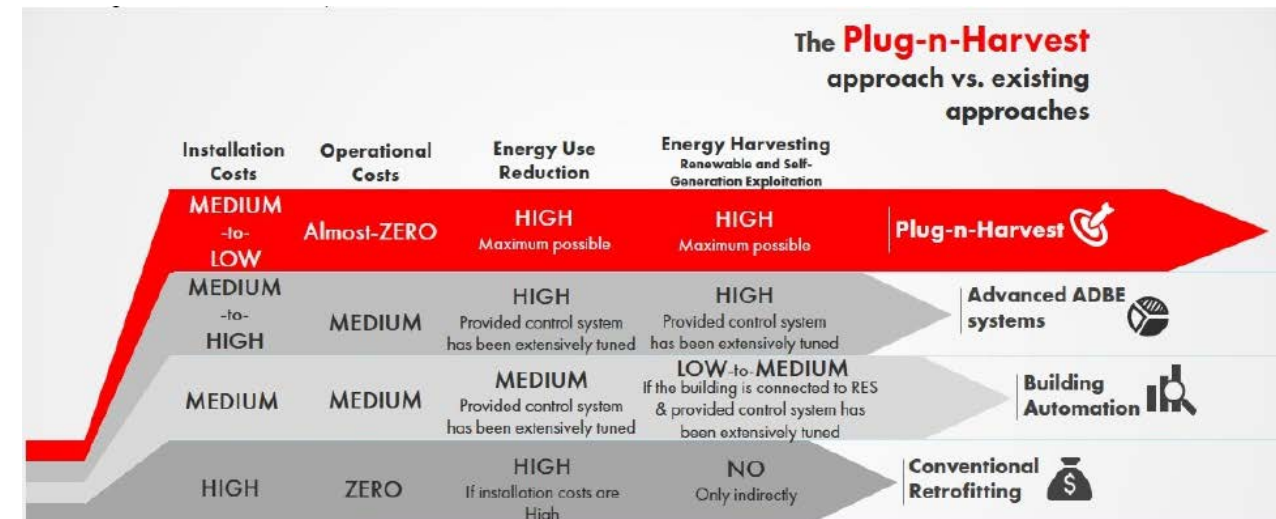 The Plug-n-Harvest
approach vs. existing
approaches
Installation
Costs
Operational
Costs
Energy Use
Reduction
Energy Harvesting
Renewable and Self-
Generation Exploitation
MEDIUM
-to-
LOW
Almost-ZERO
HIGH
Maximum possible
HIGH
Maximum possible
Plug-n-Harvest
MEDIUM
-to-
HIGH
MEDIUM
HIGH
Provided control system
has been extensively tuned
HIGH
Provided control system
has been extensively tuned
Advanced ADBE
systems
MEDIUM
MEDIUM
MEDIUM
Provided control system
has been extensively tuned
LOW-to-MEDIUM
If the building is connected to RES
& provided control system has
been extensively tuned
Building
Automation
HIGH
ZERO
HIGH
If installation costs are
High
NO
Only indirectly
Conventional
Retrofitting
$